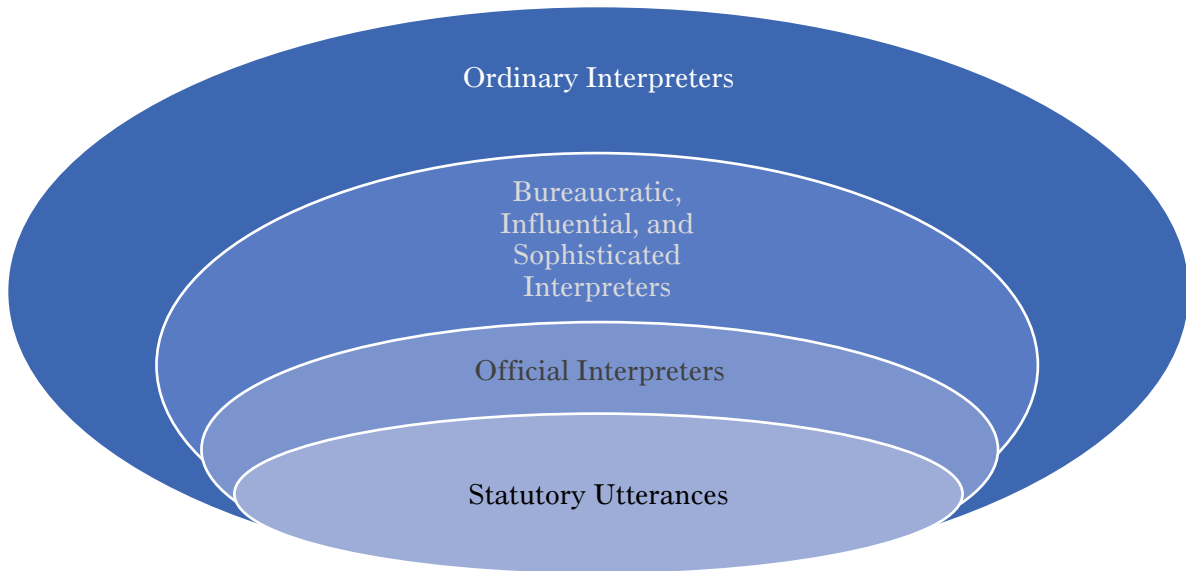 Ordinary Interpreters
Bureaucratic,
Influential, and
Sophisticated
Interpreters
Official Interpreters
Statutory Utterances